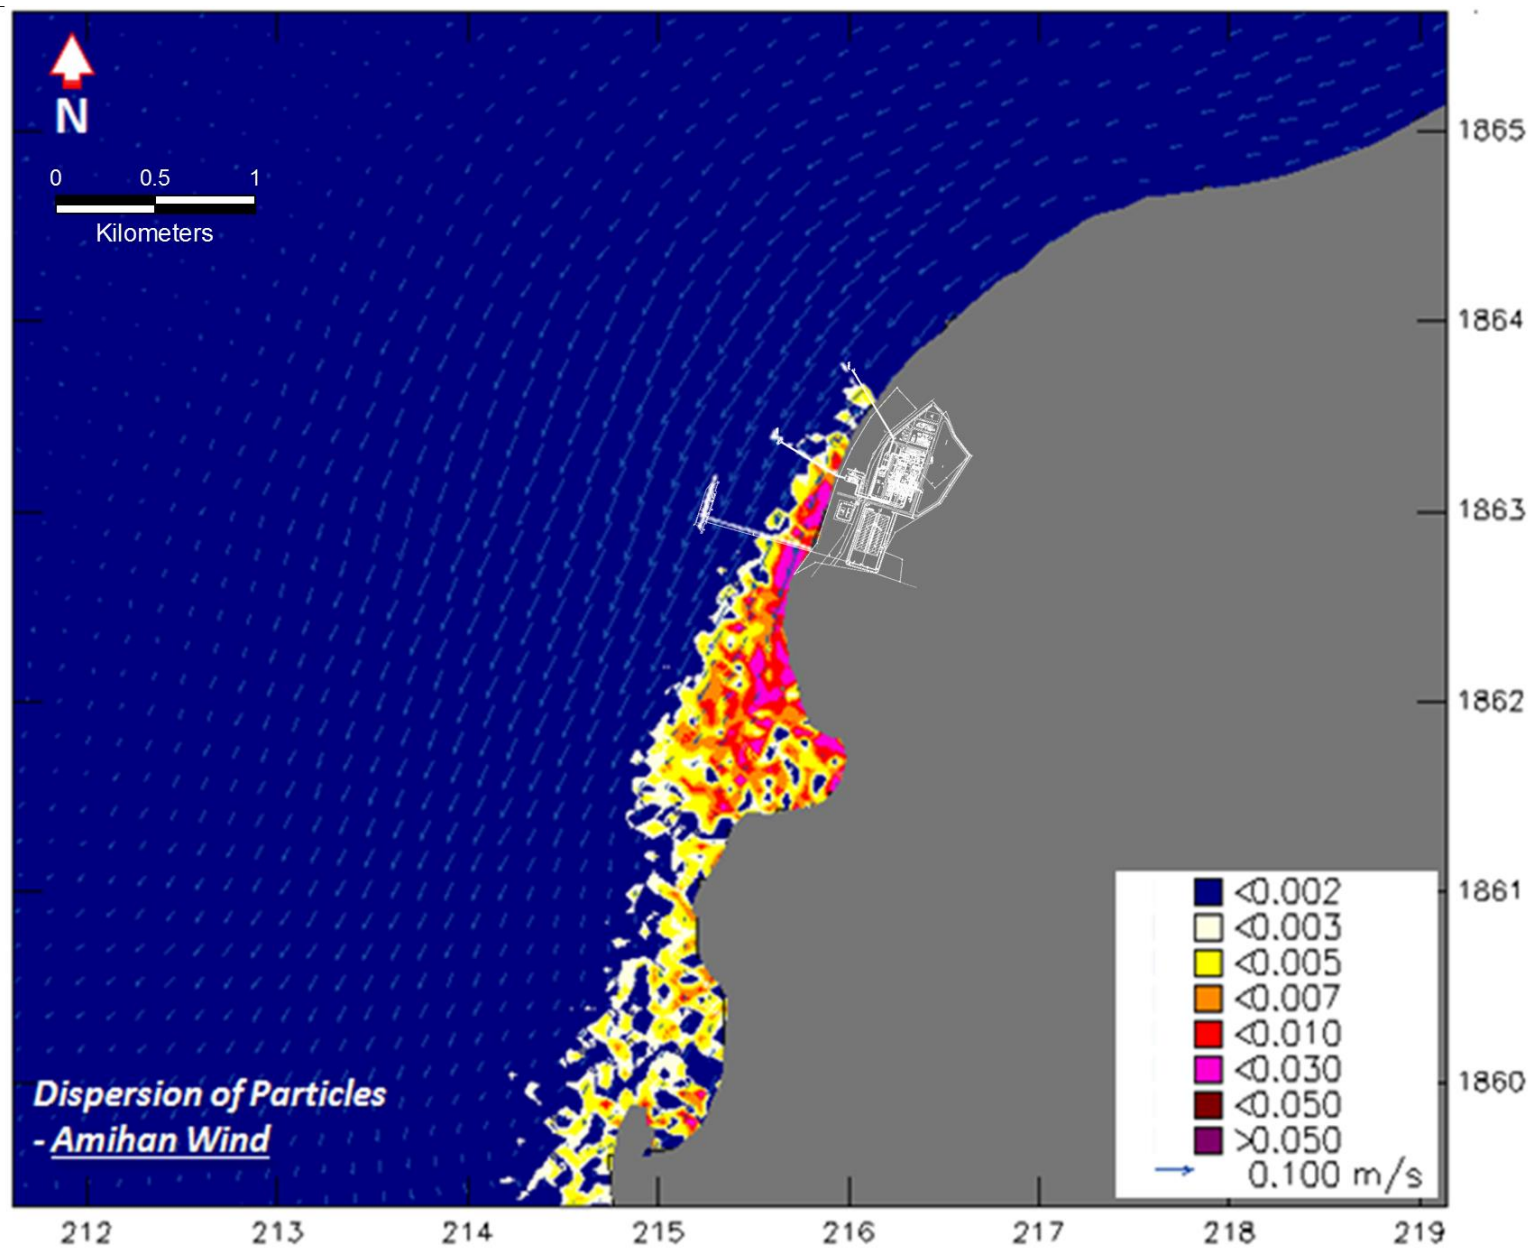 N
0 0.5 1
Kilometers
1865
1864
1863
1862
1861
1860
<0.002
<0.003
<0.005
<0.007
<0.010
<0.030
<0.050
>0.050
0.100 m/s
Dispersion of Particles
- Amihan Wind
212 213 214 215 216 217 218 219